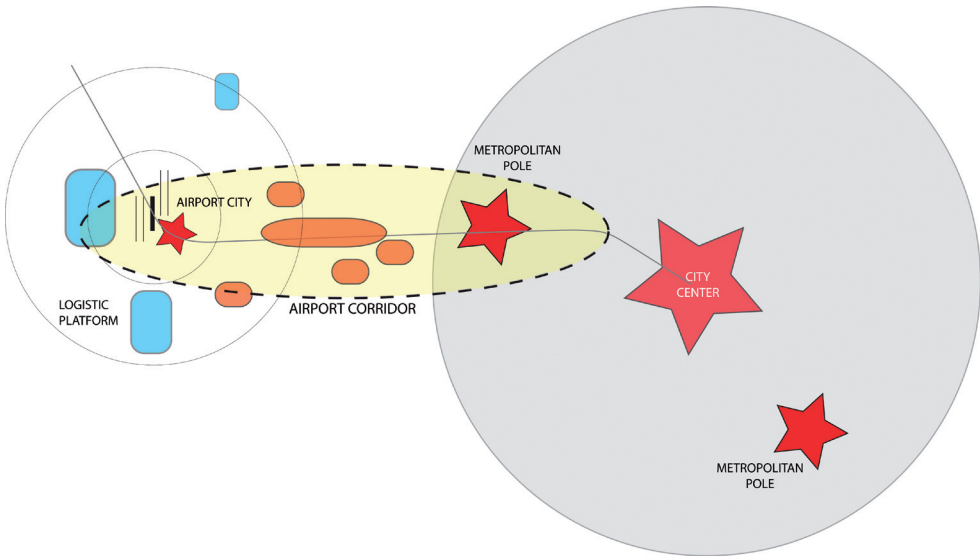 METROPOLITAN
POLE
AIRPORT CITY
CITY
CENTER
LOGISTIC
PLATFORM
AIRPORT CORRIDOR
METROPOLITAN
POLE